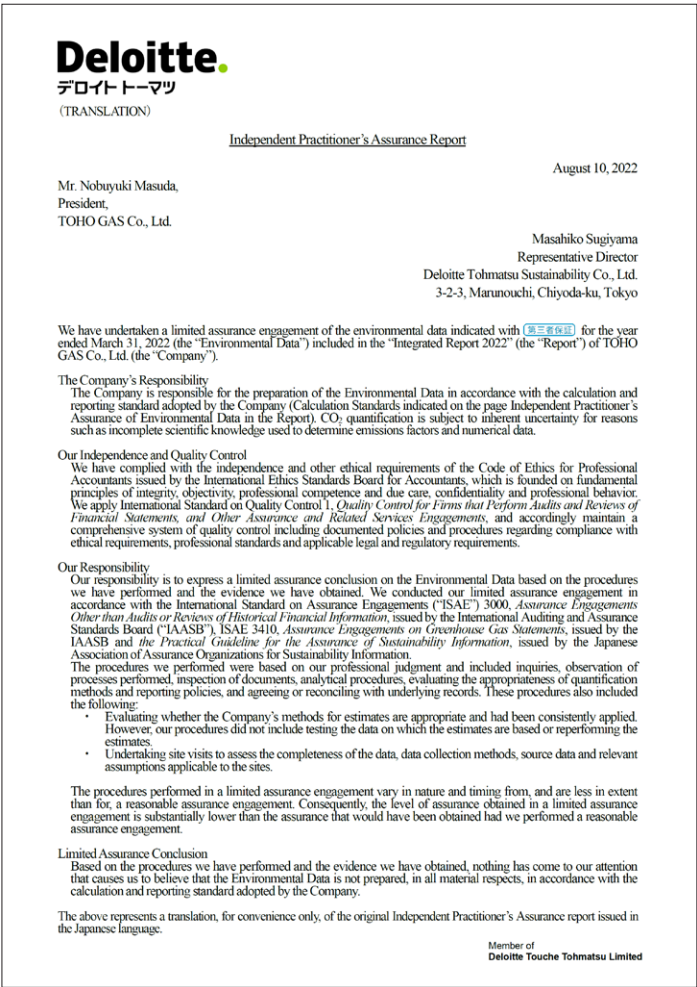 Deloitte.
デロイト トーマツ
(TRANSLATION)
Independent Practitioner's Assurance Report
August 10, 2022
Mr. Nobuyuki Masuda,
President,
TOHO GAS Co., Ltd.
Masahiko Sugiyama
Representative Director
Deloitte Tohmatsu Sustainability Co., Ltd.
3-2-3, Marunouchi, Chiyoda-ku, Tokyo
We have undertaken a limited assurance engagement of the environmental data indicated with 第三者保証 for the year
ended March 31, 2022 (the “Environmental Data”) included in the “Integrated Report 2022” (the “Report”) of TOHO
GAS Co., Ltd. (the “Company”).
The Company's Responsibility
The Company is responsible for the preparation of the Environmental Data in accordance with the calculation and
reporting standard adopted by the Company (Calculation Standards indicated on the page Independent Practitioner's
Assurance of Environmental Data in the Report). CO₂ quantification is subject to inherent uncertainty for reasons
such as incomplete scientific knowledge used to determine emissions factors and numerical data.
Our Independence and Quality Control
We have complied with the independence and other ethical requirements of the Code of Ethics for Professional
Accountants issued by the International Ethics Standards Board for Accountants, which is founded on fundamental
principles of integrity, objectivity, professional competence and due care, confidentiality and professional behavior.
We apply International Standard on Quality Control 1, Quality Control for Firms that Perform Audits and Reviews of
Financial Statements, and Other Assurance and Related Services Engagements, and accordingly maintain a
comprehensive system of quality control including documented policies and procedures regarding compliance with
ethical requirements, professional standards and applicable legal and regulatory requirements.
Our Responsibility
Our responsibility is to express a limited assurance conclusion on the Environmental Data based on the procedures
we have performed and the evidence we have obtained. We conducted our limited assurance engagement in
accordance with the International Standard on Assurance Engagements (“ISAE”) 3000, Assurance Engagements
Other than Audits or Reviews of Historical Financial Information, issued by the International Auditing and Assurance
Standards Board (“IAASB”), ISAE 3410, Assurance Engagements on Greenhouse Gas Statements, issued by the
IAASB and the Practical Guideline for the Assurance of Sustainability Information, issued by the Japanese
Association of Assurance Organizations for Sustainability Information.
The procedures we performed were based on our professional judgment and included inquiries, observation of
processes performed, inspection of documents, analytical procedures, evaluating the appropriateness of quantification
methods and reporting policies, and agreeing or reconciling with underlying records. These procedures also included
the following:
・ Evaluating whether the Company's methods for estimates are appropriate and had been consistently applied.
However, our procedures did not include testing the data on which the estimates are based or reperforming the
estimates.
・ Undertaking site visits to assess the completeness of the data, data collection methods, source data and relevant
assumptions applicable to the sites.
The procedures performed in a limited assurance engagement vary in nature and timing from, and are less in extent
than for, a reasonable assurance engagement. Consequently, the level of assurance obtained in a limited assurance
engagement is substantially lower than the assurance that would have been obtained had we performed a reasonable
assurance engagement.
Limited Assurance Conclusion
Based on the procedures we have performed and the evidence we have obtained, nothing has come to our attention
that causes us to believe that the Environmental Data is not prepared, in all material respects, in accordance with the
calculation and reporting standard adopted by the Company.
The above represents a translation, for convenience only, of the original Independent Practitioner's Assurance report issued in
the Japanese language.
Member of
Deloitte Touche Tohmatsu Limited